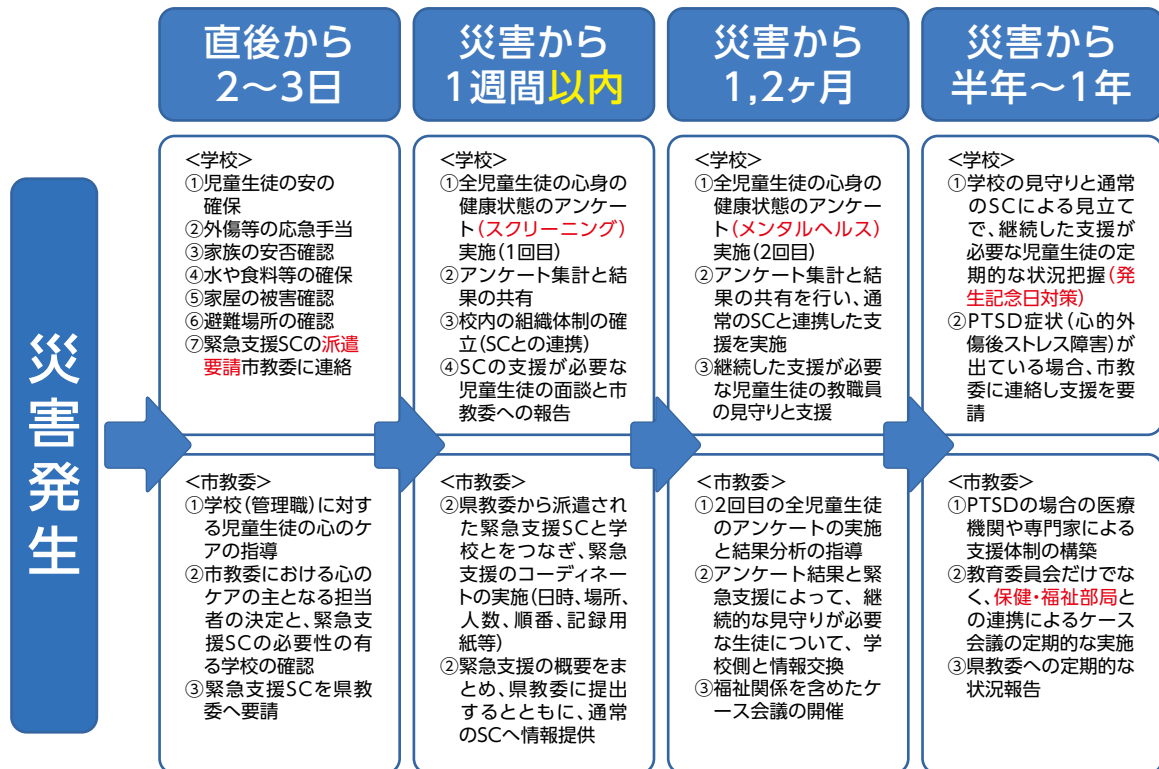 災害発生
直後から
2〜3日
<学校>
①児童生徒の安の
確保
②外傷等の応急手当
③家族の安否確認
④水や食料等の確保
⑤家屋の被害確認
⑥避難場所の確認
⑦緊急支援SCの派遣
要請市教委に連絡
<市教委>
①学校(管理職)に対す
る児童生徒の心のケ
アの指導
②市教委における心の
ケアの主となる担当
者の決定と、緊急支
援SCの必要性の有
る学校の確認
③緊急支援SCを県教
委へ要請
災害から
1週間以内
<学校>
①全児童生徒の心身の
健康状態のアンケー
ト(スクリーニング)
実施(1回目)
②アンケート集計と結
果の共有
③校内の組織体制の確
立(SCとの連携)
④SCの支援が必要な
児童生徒の面談と市
教委への報告
<市教委>
②県教委から派遣され
た緊急支援SCと学
校とをつなぎ、緊急
支援のコーディネー
トの実施(日時、場所、
人数、順番、記録用
紙等)
②緊急支援の概要をま
とめ、県教委に提出
するとともに、通常
のSCへ情報提供
災害から
1,2ヶ月
<学校>
①全児童生徒の心身の
健康状態のアンケー
ト(メンタルヘルス)
実施(2回目)
②アンケート集計と結
果の共有を行い、通
常のSCと連携した支
援を実施
③継続した支援が必要
な児童生徒の教職員
の見守りと支援
<市教委>
①2回目の全児童生徒
のアンケートの実施
と結果分析の指導
②アンケート結果と緊
急支援によって、継
続的な見守りが必要
な生徒について、学
校側と情報交換
③福祉関係を含めたケ
ース会議の開催
災害から
半年〜1年
<学校>
①学校の見守りと通常
のSCによる見立て
で、継続した支援が
必要な児童生徒の定
期的な状況把握(発
生記念日対策)
②PTSD症状(心的外
傷後ストレス障害)が
出ている場合、市教
委に連絡し支援を要
請
<市教委>
①PTSDの場合の医療
機関や専門家による
支援体制の構築
②教育委員会だけでな
く、保健・福祉部局と
の連携によるケース
会議の定期的な実施
③県教委への定期的な
状況報告